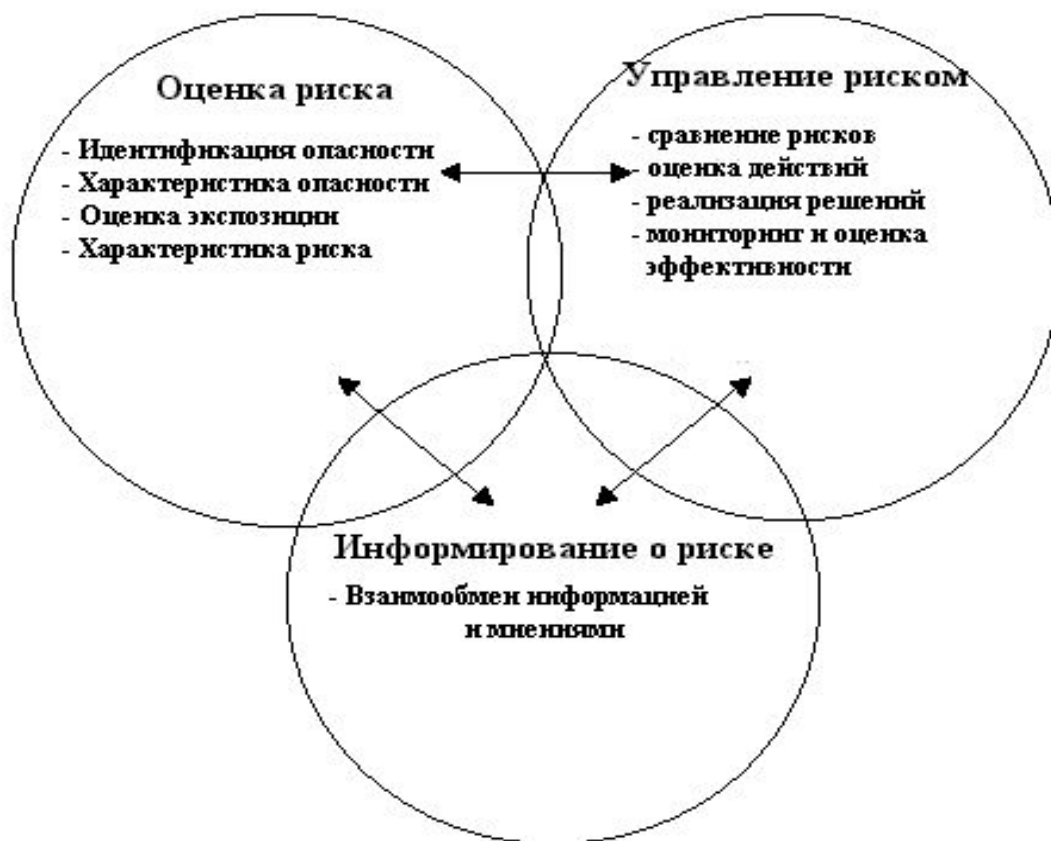 Оценка риска
- Идентификация опасности
- Характеристика опасности
- Оценка экспозиции
- Характеристика риска
Управление риском
- сравнение рисков
- оценка действий
- реализация решений
- мониторинг и оценка
эффективности
Информирование о риске
- Взаимообмен информацией
и мнениями